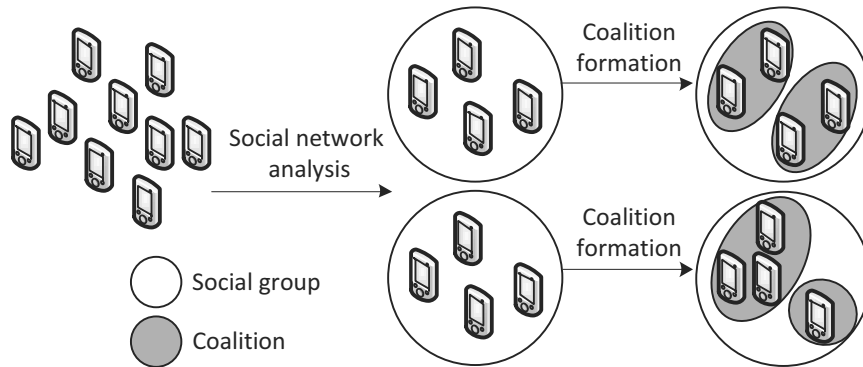 Coalition
formation
Social network
analysis
Coalition
formation
Social group
Coalition